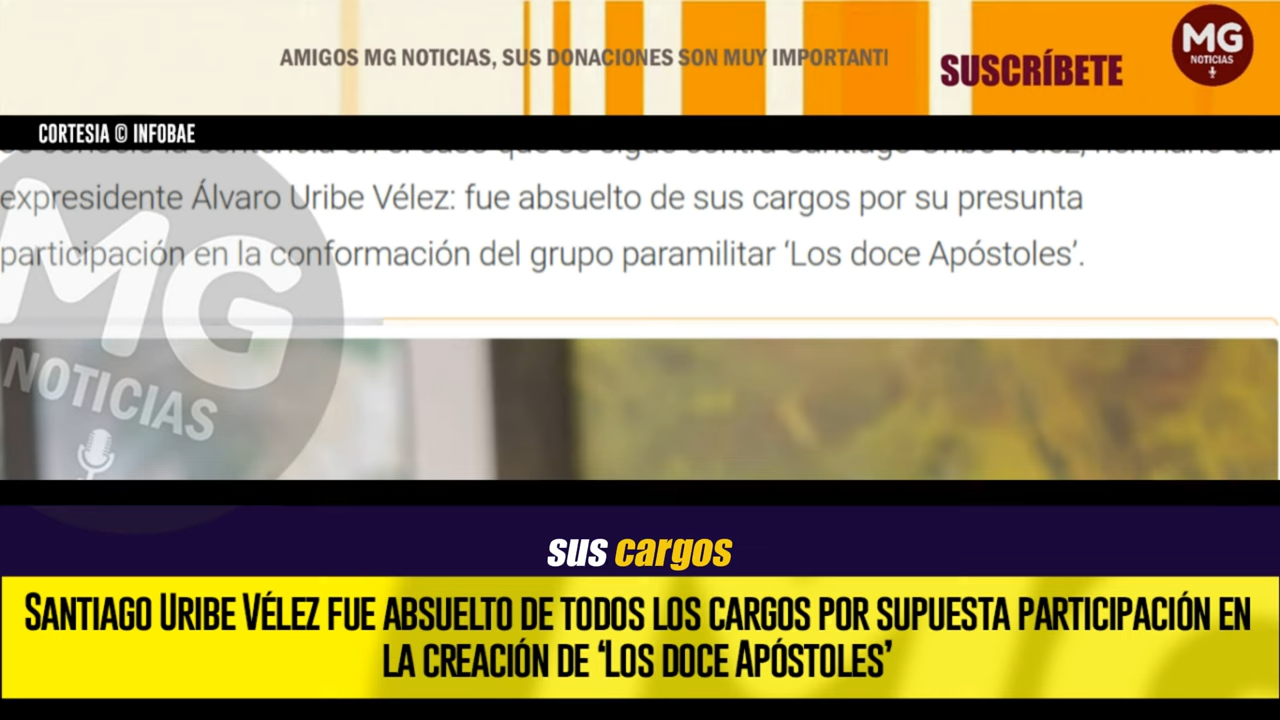 AMIGOS MG NOTICIAS, SUS DONACIONES SON MUY IMPORTANT
SUSCRÍBETE
MG
NOTICIAS
CORTESIA © INFOBAE
expresidente Álvaro Uribe Vélez: fue absuelto de sus cargos por su presunta
participación en la conformación del grupo paramilitar ‘Los doce Apóstoles’.
MG
NOTICIAS
sus cargos
SANTIAGO URIBE VÉLEZ FUE ABSUELTO DE TODOS LOS CARGOS POR SUPUESTA PARTICIPACIÓN EN
LA CREACIÓN DE ‘LOS DOCE APÓSTOLES’